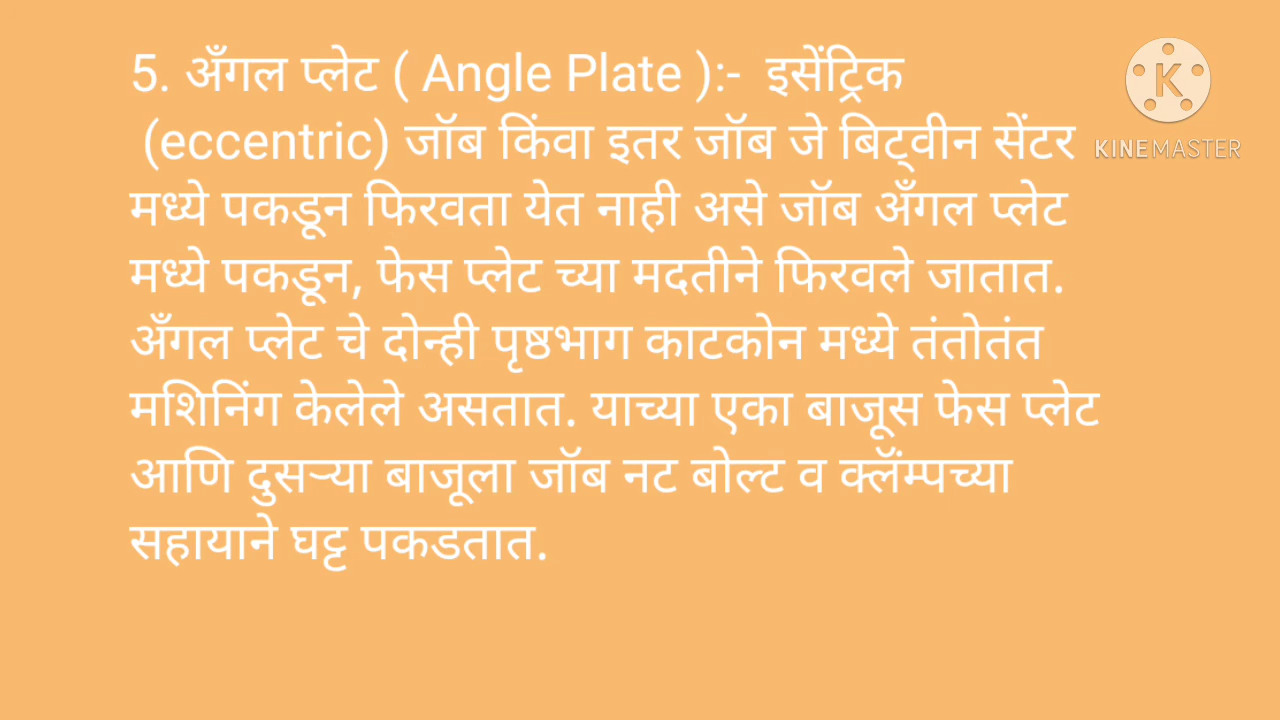 5. अँगल प्लेट ( Angle Plate ):-  इसेंट्रिक
(eccentric) जॉब किंवा इतर जॉब जे बिट्वीन सेंटर
मध्ये पकडून फिरवता येत नाही असे जॉब अँगल प्लेट
मध्ये पकडून, फेस प्लेट च्या मदतीने फिरवले जातात.
अँगल प्लेट चे दोन्ही पृष्ठभाग काटकोन मध्ये तंतोतंत
मशिनिंग केलेले असतात. याच्या एका बाजूस फेस प्लेट
आणि दुसऱ्या बाजूला जॉब नट बोल्ट व क्लॅंम्पच्या
सहायाने घट्ट पकडतात.
K
KINEMASTER